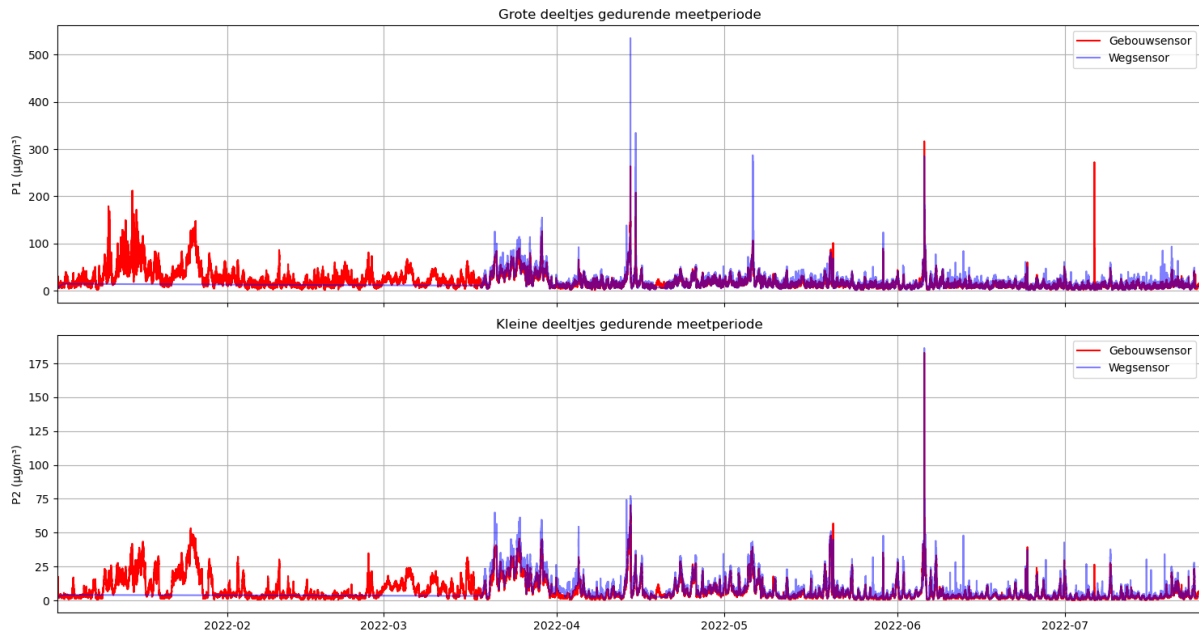 Grote deeltjes gedurende meetperiode
P1 (µg/m³)
500
400
300
200
100
0
Gebouwsensor
Wegsensor
Kleine deeltjes gedurende meetperiode
P2 (µg/m³)
175
150
125
100
75
50
25
0
Gebouwsensor
Wegsensor
2022-02
2022-03
2022-04
2022-05
2022-06
2022-07